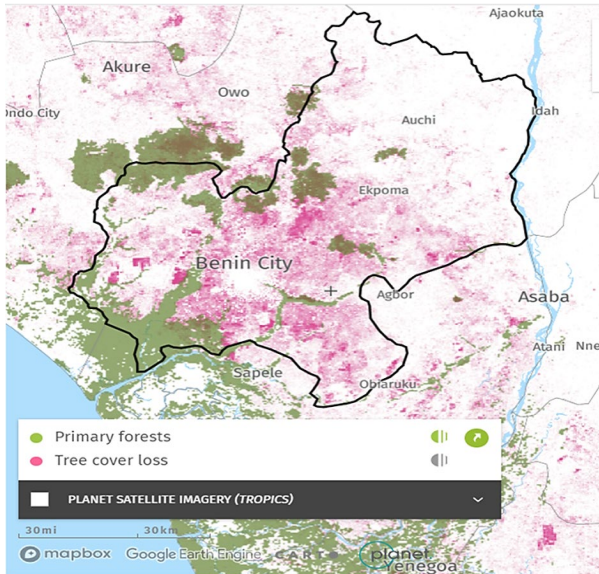 Ajaokuta
Akure
Owo
Ondo City
Auchi
Idah
Ekpoma
Benin City
Agbor
Asaba
Atani
Nne
Sapele
Obiaruku
Primary forests
Tree cover loss
PLANET SATELLITE IMAGERY (TROPICS)
30mi
30km
mapbox Google Earth Engine CARTO planet
Yenegoa